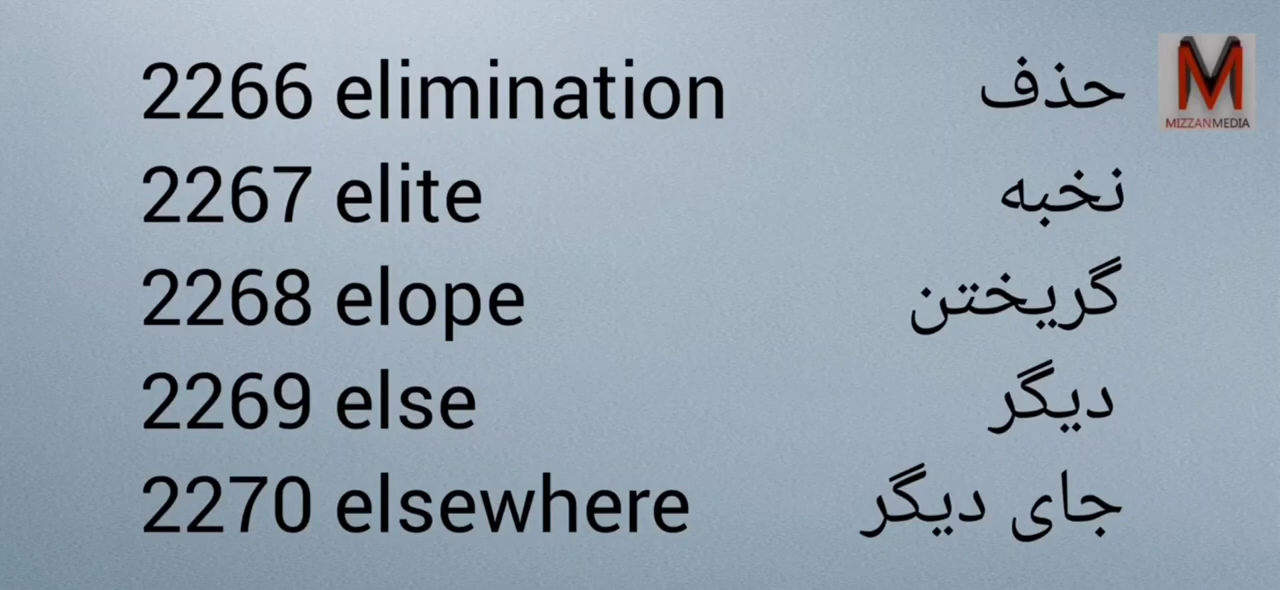 2266 elimination حذف
2267 elite نخبه
2268 elope گریختن
2269 else دیگر
2270 elsewhere جای دیگر
MIZZANMEDIA